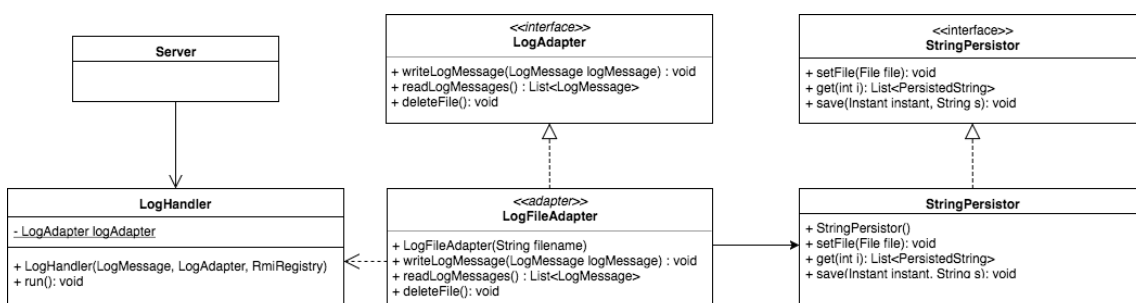 Server
<<interface>>
LogAdapter
+ writeLogMessage(LogMessage logMessage) : void
+ readLogMessages() : List<LogMessage>
+ deleteFile(): void
<<interface>>
StringPersistor
+ setFile(File file): void
+ get(int i): List<PersistedString>
+ save(Instant instant, String s): void
LogHandler
- LogAdapter logAdapter
+ LogHandler(LogMessage, LogAdapter, RmiRegistry)
+ run(): void
<<adapter>>
LogFileAdapter
+ LogFileAdapter(String filename)
+ writeLogMessage(LogMessage logMessage) : void
+ readLogMessages() : List<LogMessage>
+ deleteFile(): void
StringPersistor
+ StringPersistor()
+ setFile(File file): void
+ get(int i): List<PersistedString>
+ save(Instant instant, String s): void